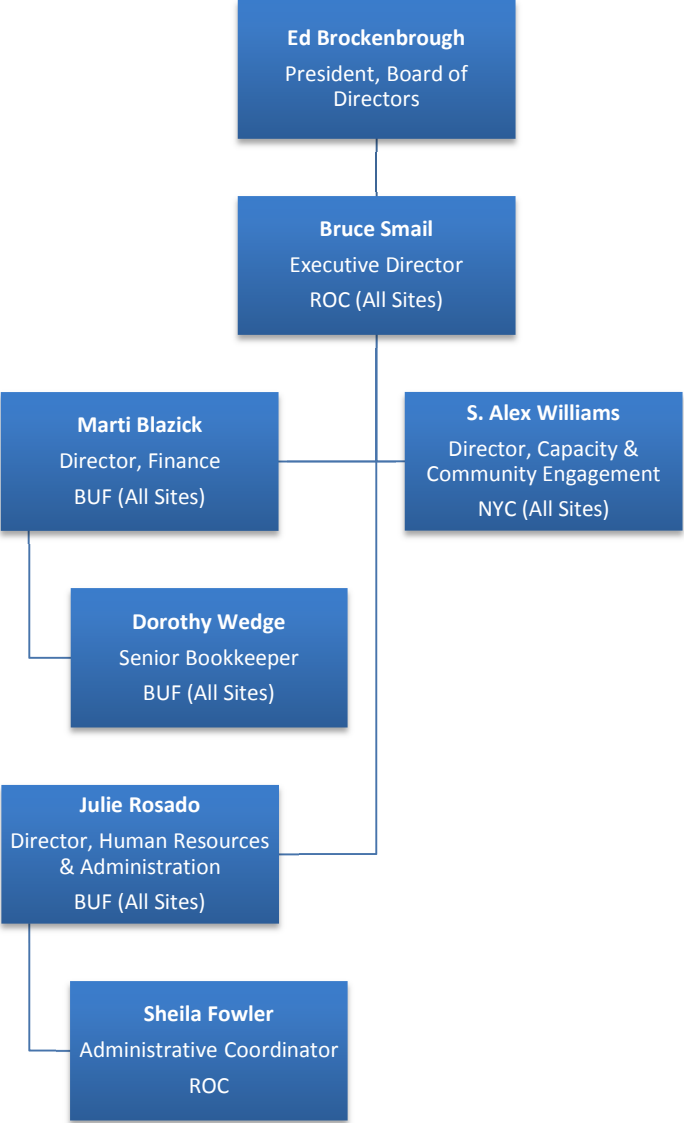 Ed Brockenbrough
President, Board of
Directors
Bruce Smail
Executive Director
ROC (All Sites)
Marti Blazick
Director, Finance
BUF (All Sites)
S. Alex Williams
Director, Capacity &
Community Engagement
NYC (All Sites)
Dorothy Wedge
Senior Bookkeeper
BUF (All Sites)
Julie Rosado
Director, Human Resources
& Administration
BUF (All Sites)
Sheila Fowler
Administrative Coordinator
ROC